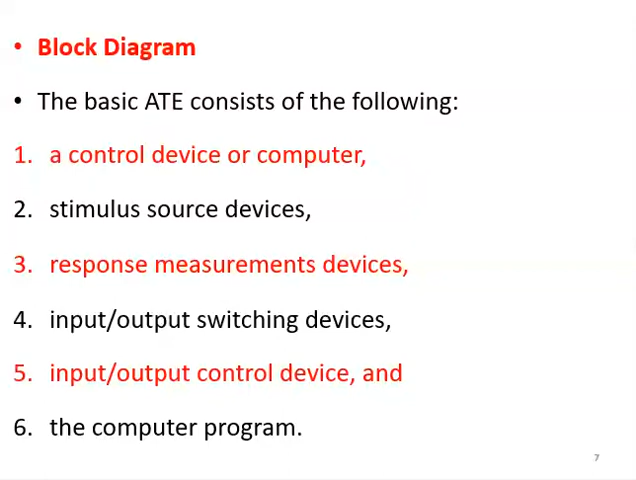 • Block Diagram
• The basic ATE consists of the following:
1. a control device or computer,
2. stimulus source devices,
3. response measurements devices,
4. input/output switching devices,
5. input/output control device, and
6. the computer program.
7